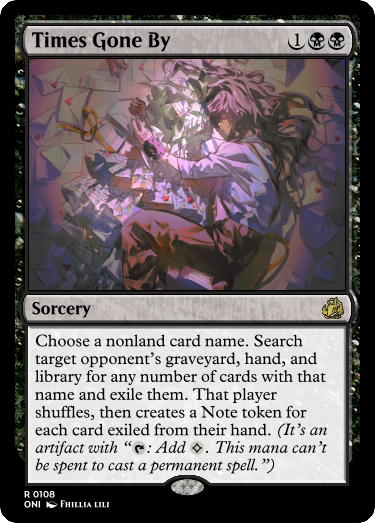 Times Gone By 1
Sorcery
Choose a nonland card name. Search
target opponent's graveyard, hand, and
library for any number of cards with that
name and exile them. That player
shuffles, then creates a Note token for
each card exiled from their hand. (It's an
artifact with “: Add . This mana can't
be spent to cast a permanent spell.”)
R 0108
ONI Fhillia lili